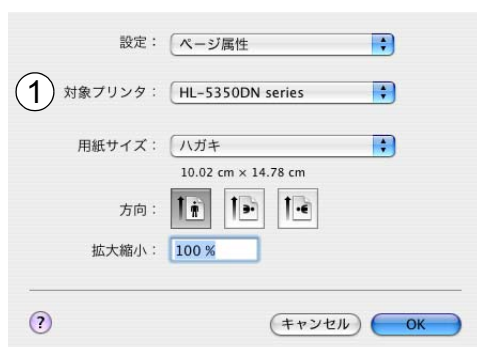 設定： ページ属性
① 対象プリンタ： HL-5350DN series
用紙サイズ： ハガキ
10.02 cm × 14.78 cm
方向：
拡大縮小： 100 %
? キャンセル OK